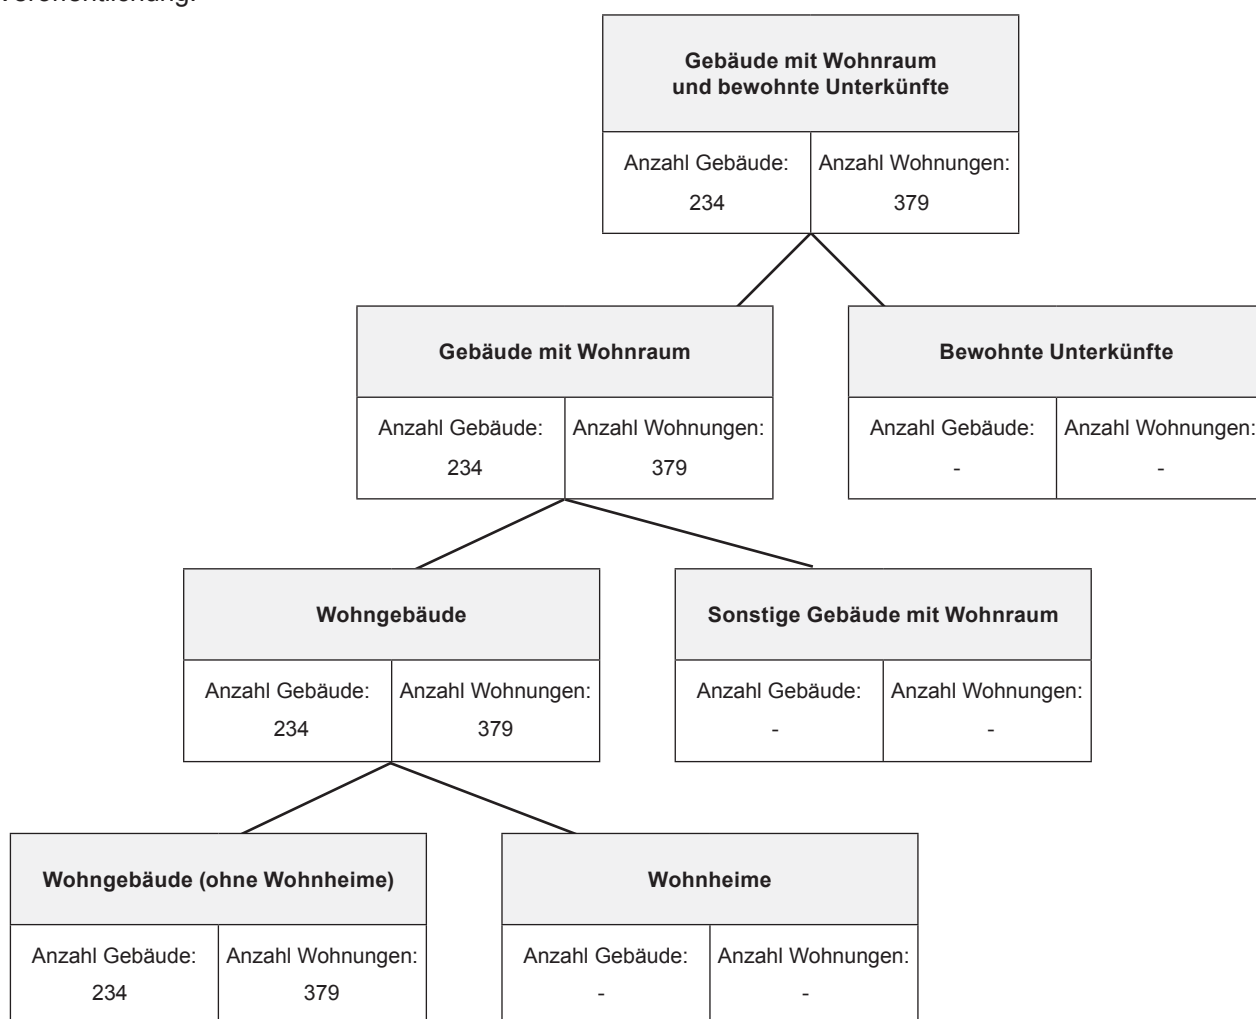 Gebäude mit Wohnraum
und bewohnte Unterkünfte
Anzahl Gebäude: Anzahl Wohnungen:
234 379
Gebäude mit Wohnraum
Anzahl Gebäude: Anzahl Wohnungen:
234 379
Bewohnte Unterkünfte
Anzahl Gebäude: Anzahl Wohnungen:
- -
Wohngebäude
Anzahl Gebäude: Anzahl Wohnungen:
234 379
Sonstige Gebäude mit Wohnraum
Anzahl Gebäude: Anzahl Wohnungen:
- -
Wohngebäude (ohne Wohnheime)
Anzahl Gebäude: Anzahl Wohnungen:
234 379
Wohnheime
Anzahl Gebäude: Anzahl Wohnungen:
- -